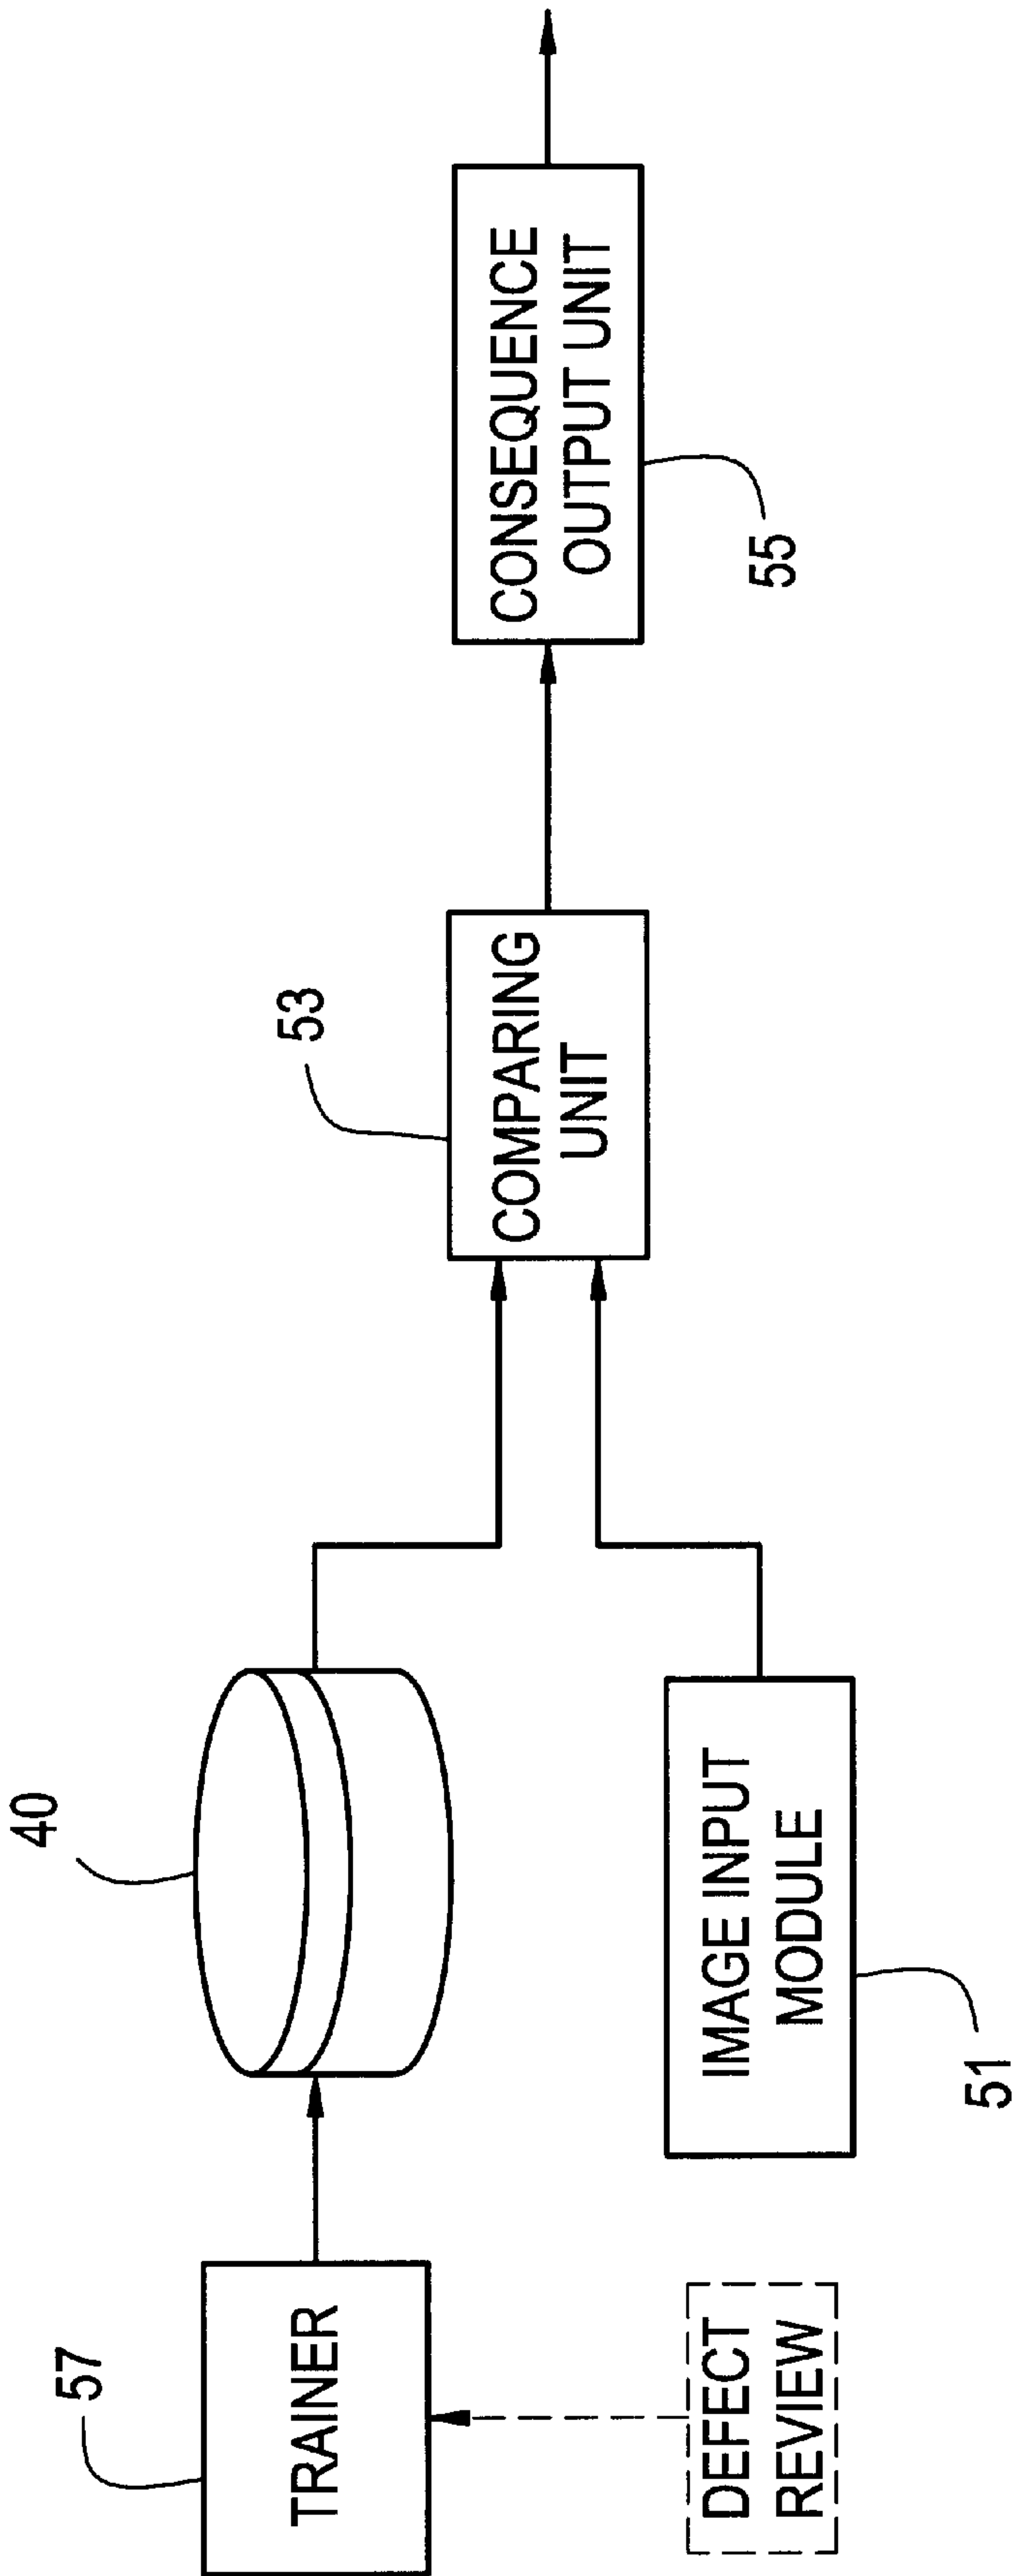 57
TRAINER
DEFECT
REVIEW
40
IMAGE INPUT
MODULE
51
53
COMPARING
UNIT
CONSEQUENCE
OUTPUT UNIT
55